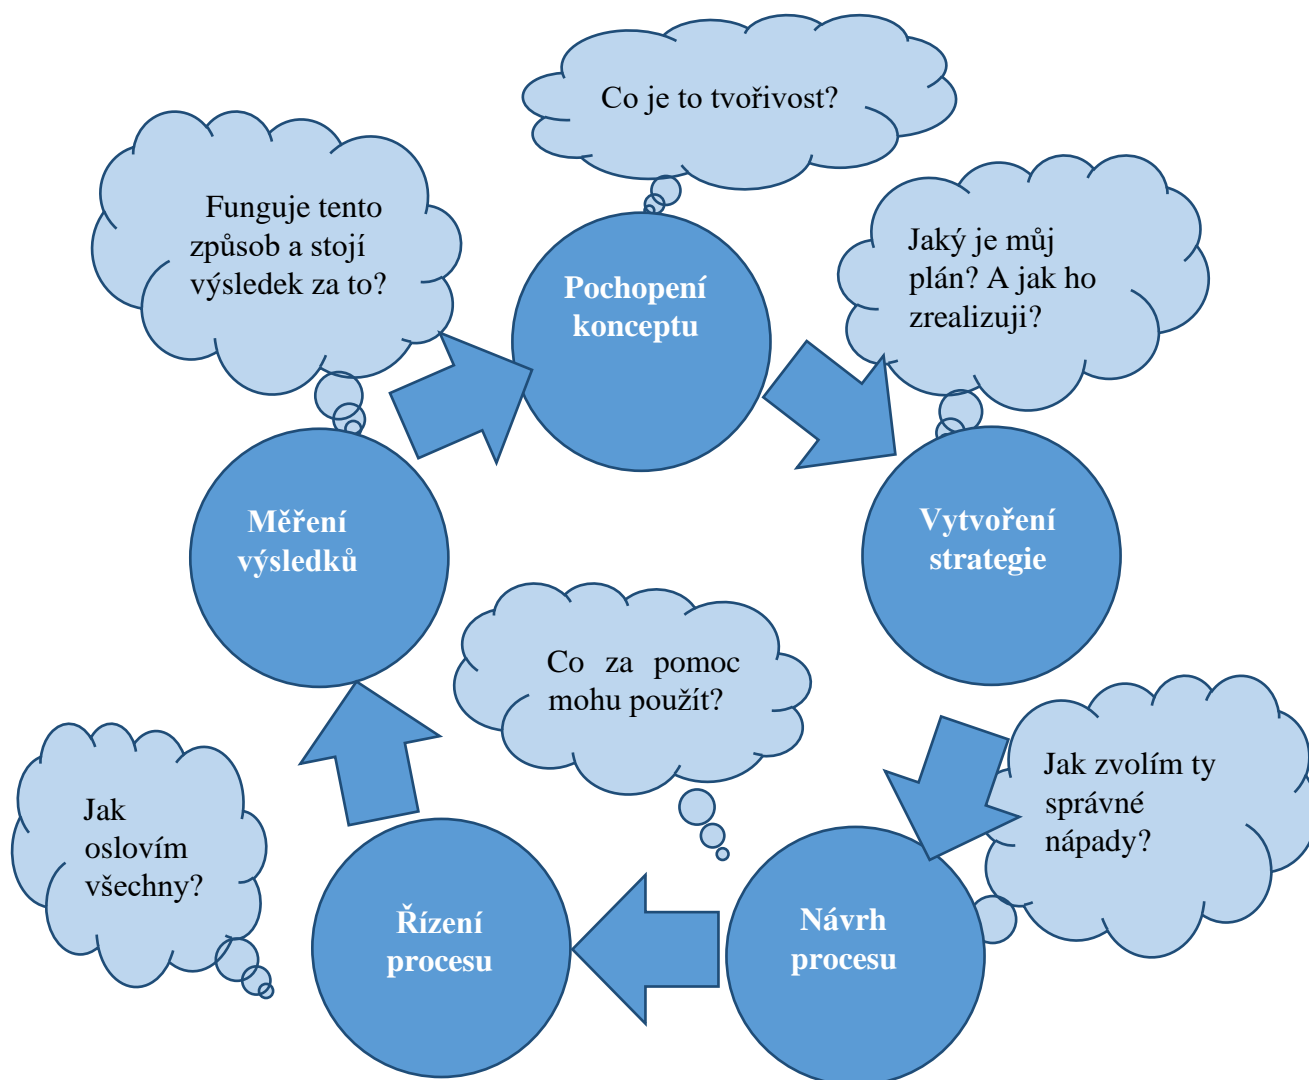 Co je to tvořivost?
Funguje tento
způsob a stojí
výsledek za to?
Jaký je můj
plán? A jak ho
zrealizuji?
Pochopení
konceptu
Měření
výsledků
Vytvoření
strategie
Co za pomoc
mohu použít?
Jak zvolím ty
správné
nápady?
Jak
oslovím
všechny?
Řízení
procesu
Návrh
procesu